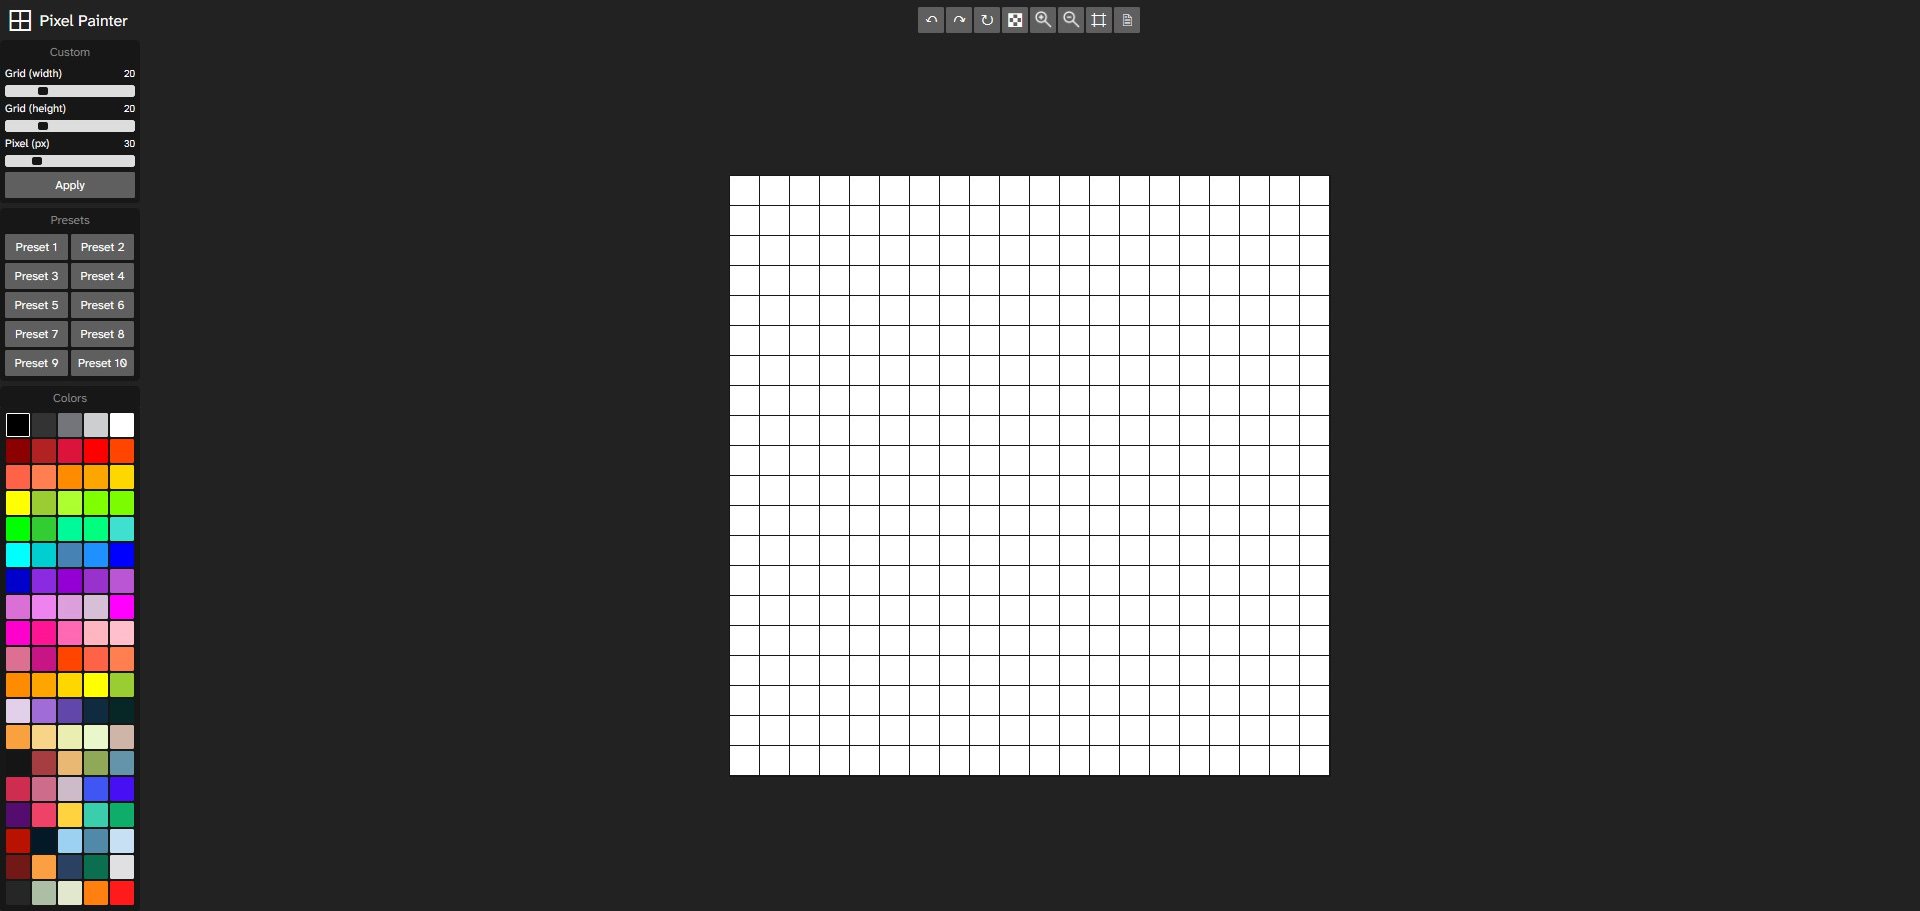 Pixel Painter
Custom
Grid (width) 20
Grid (height) 20
Pixel (px) 30
Apply
Presets
Preset 1 Preset 2
Preset 3 Preset 4
Preset 5 Preset 6
Preset 7 Preset 8
Preset 9 Preset 10
Colors